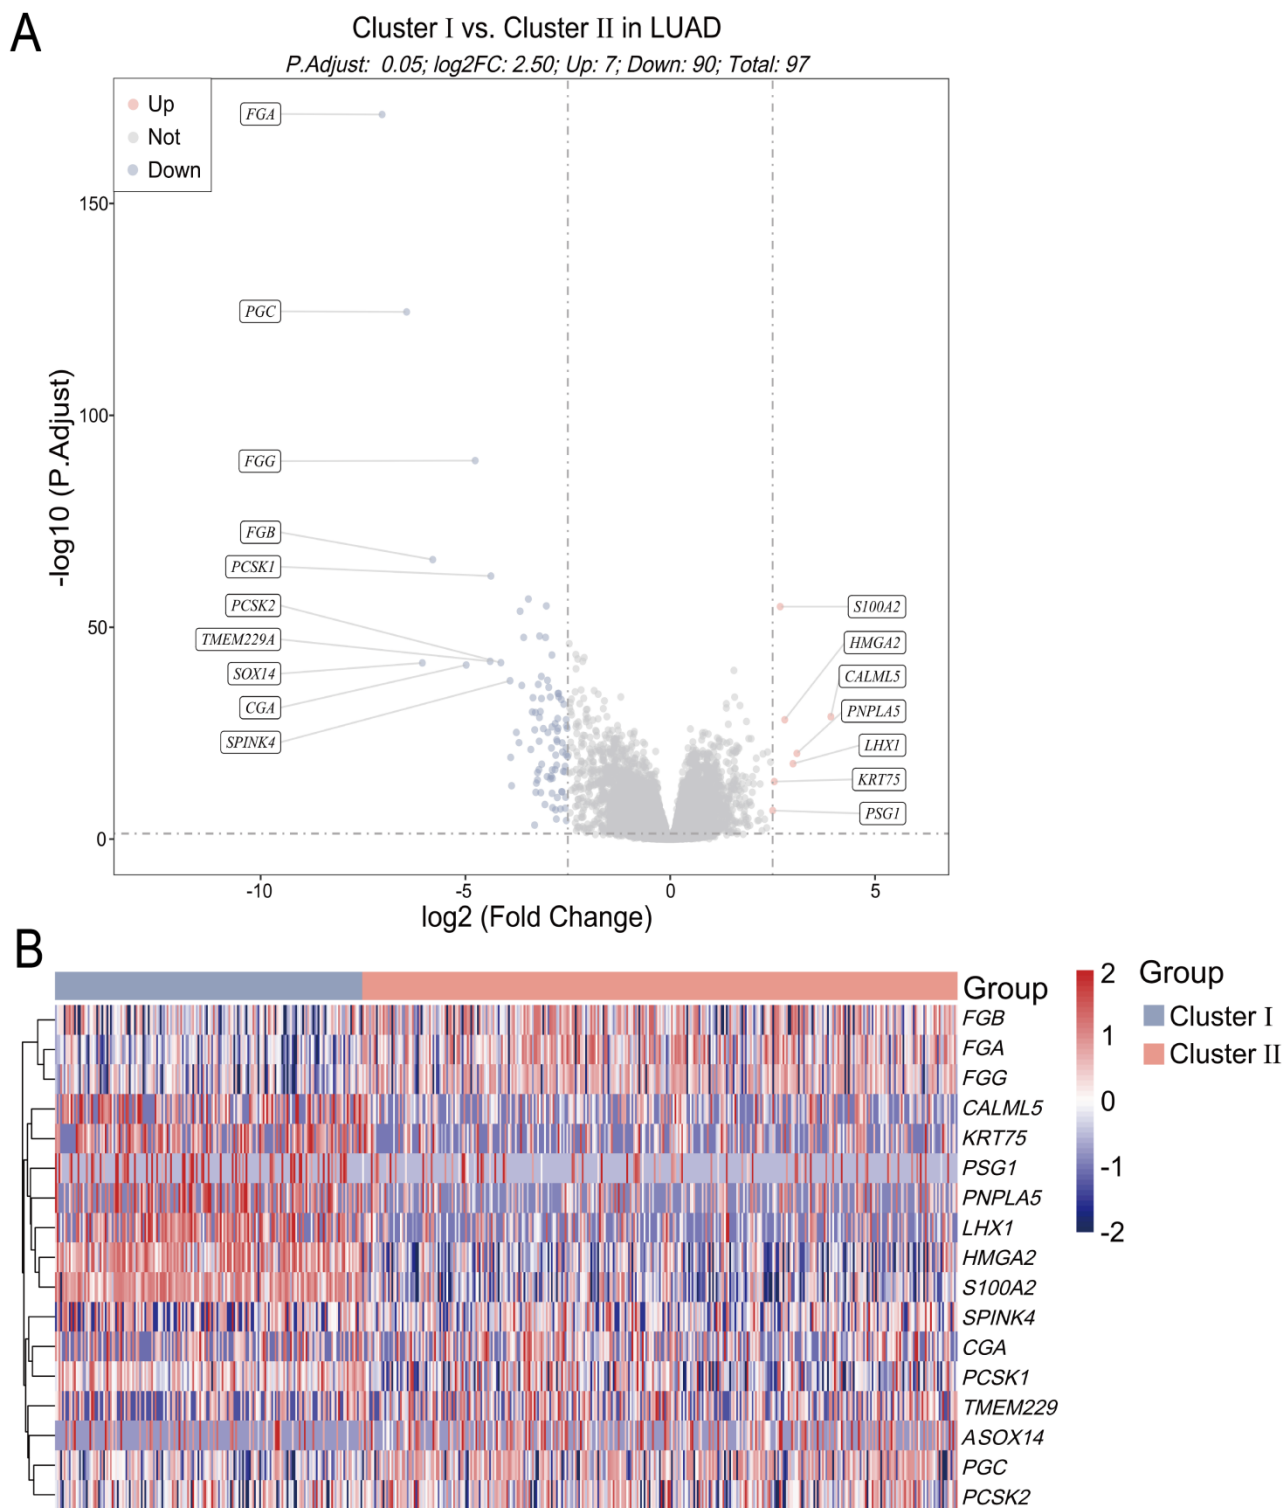 A
Cluster I vs. Cluster II in LUAD
P.Adjust: 0.05; log2FC: 2.50; Up: 7; Down: 90; Total: 97
Up
Not
Down
FGA
PGC
FGG
FGB
PCSK1
PCSK2
TMEM229A
SOX14
CGA
SPINK4
S100A2
HMGA2
CALML5
PNPLA5
LHX1
KRT75
PSG1
150
100
50
0
-log10 (P.Adjust)
-10
-5
0
5
log2 (Fold Change)
B
Group
FGB
FGA
FGG
CALML5
KRT75
PSG1
PNPLA5
LHX1
HMGA2
S100A2
SPINK4
CGA
PCSK1
TMEM229
ASOX14
PGC
PCSK2
2
1
0
-1
-2
Group
Cluster I
Cluster II